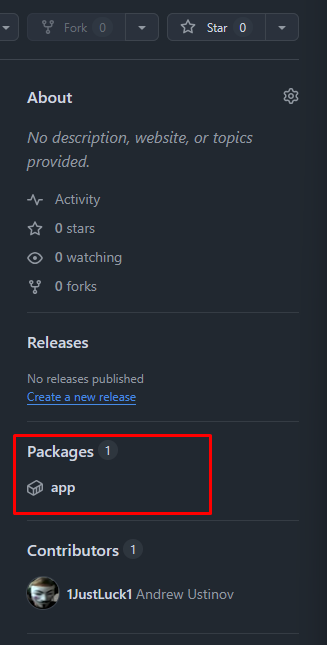 Fork 0
Star 0
About
No description, website, or topics
provided.
Activity
0 stars
0 watching
0 forks
Releases
No releases published
Create a new release
Packages 1
app
Contributors 1
1JustLuck1 Andrew Ustinov